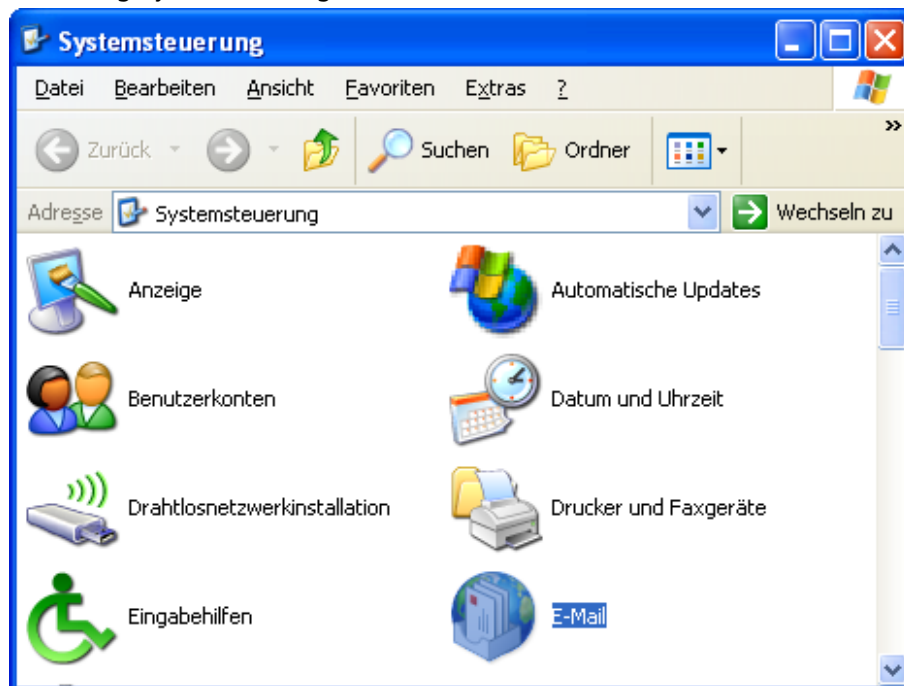 Systemsteuerung
Datei Bearbeiten Ansicht Favoriten Extras ?
Zurück Suchen Ordner »
Adresse Systemsteuerung Wechseln zu
Anzeige Automatische Updates
Benutzerkonten Datum und Uhrzeit
Drahtlosnetzwerkinstallation Drucker und Faxgeräte
Eingabehilfen E-Mail